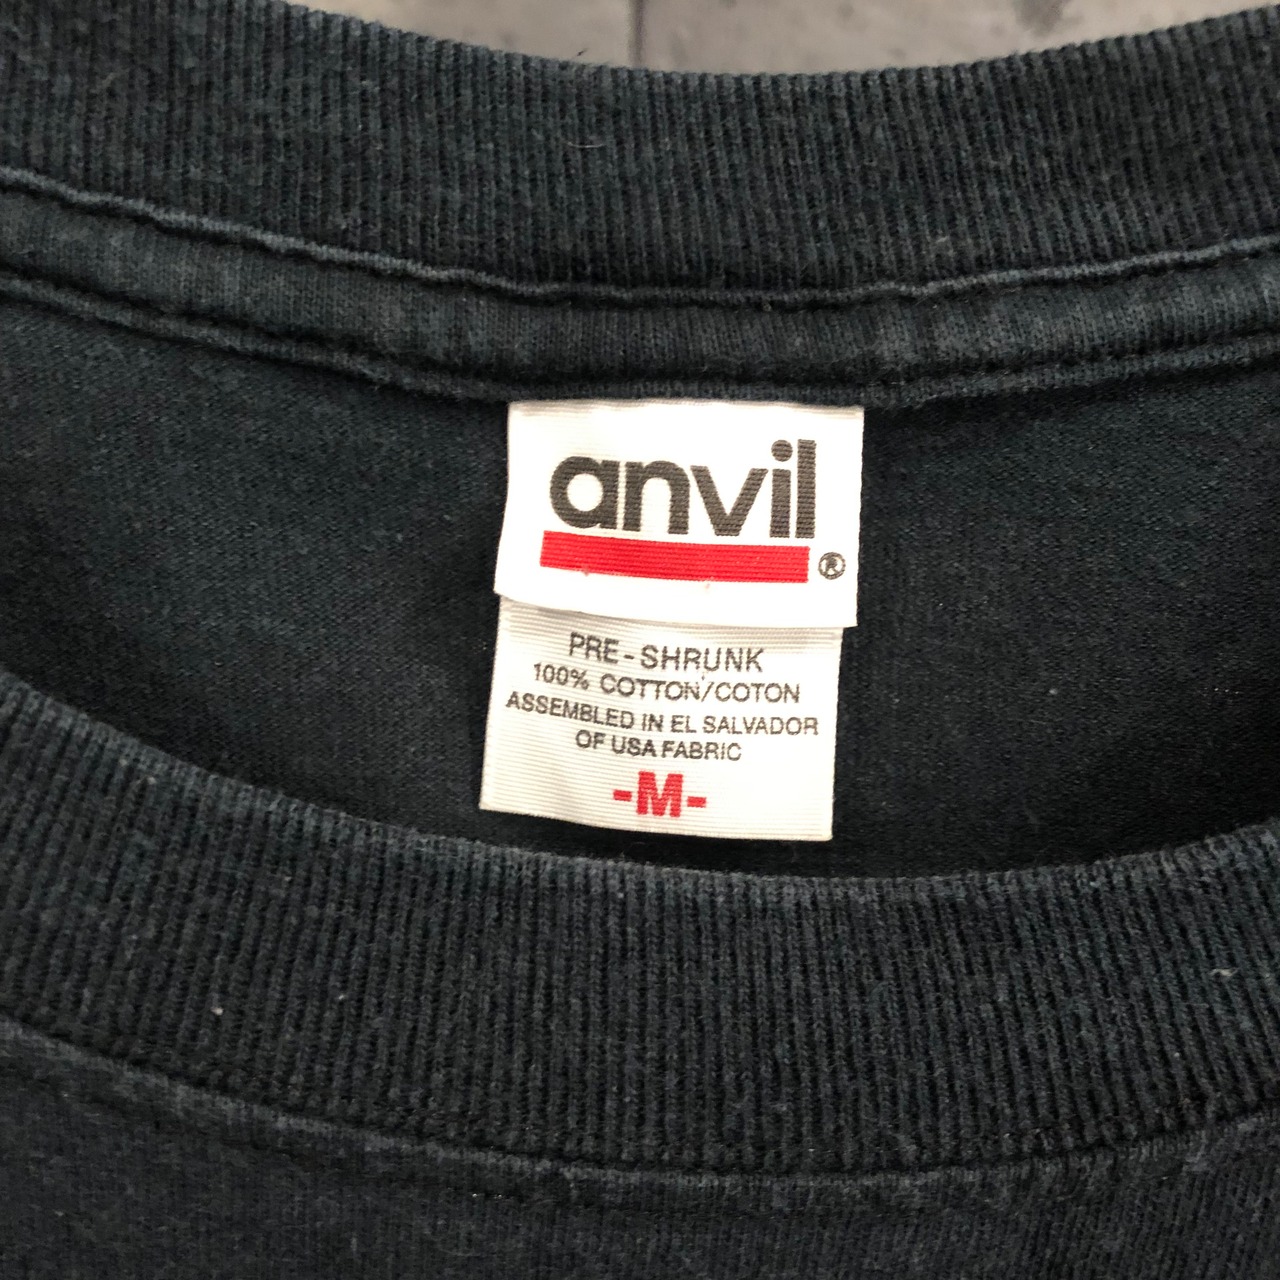 anvil®
PRE-SHRUNK
100% COTTON/COTON
ASSEMBLED IN EL SALVADOR
OF USA FABRIC
-M-